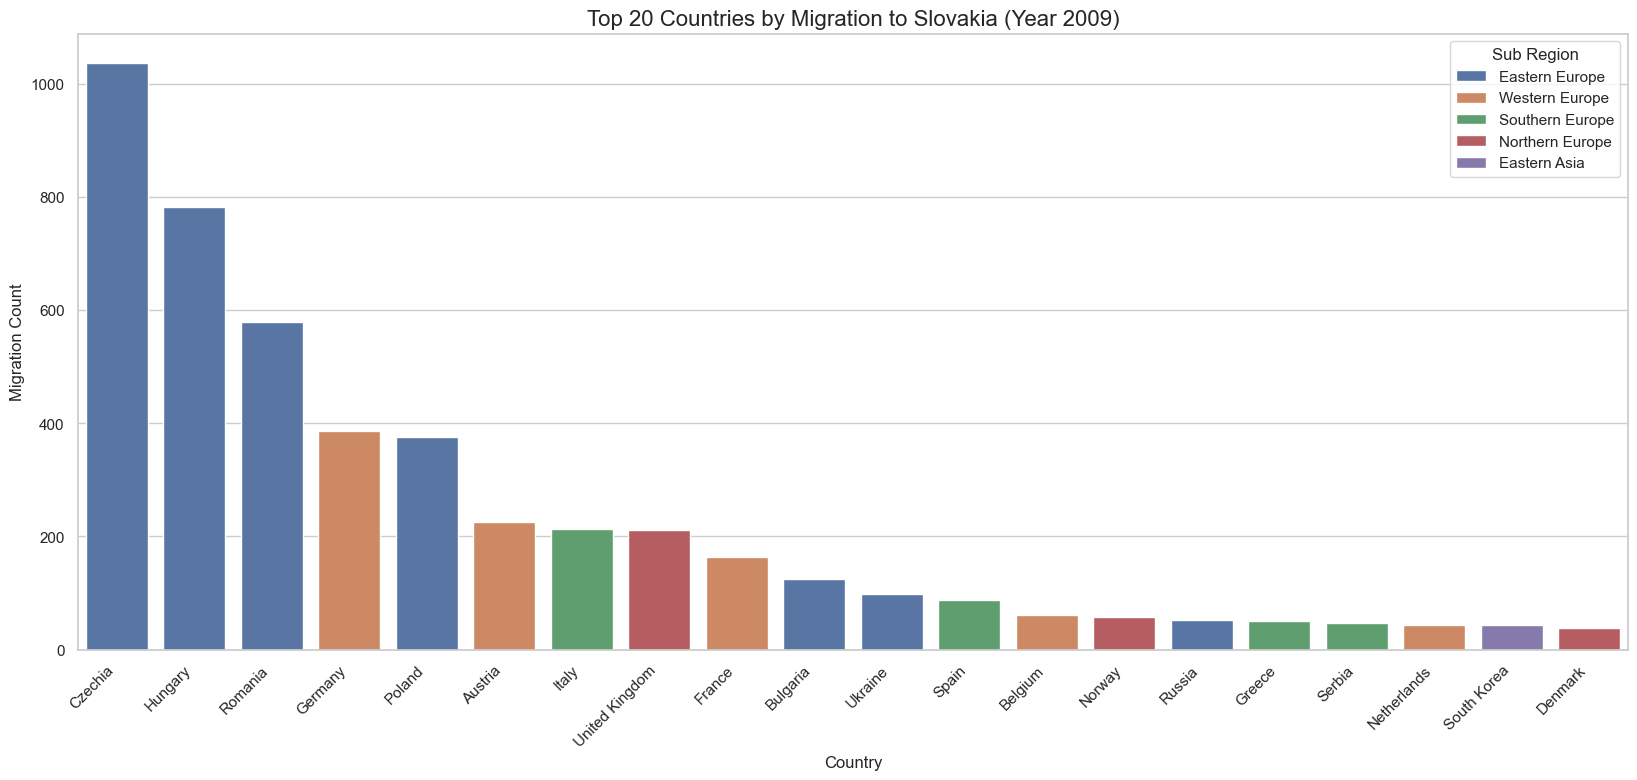 Top 20 Countries by Migration to Slovakia (Year 2009)
Sub Region
Eastern Europe
Western Europe
Southern Europe
Northern Europe
Eastern Asia
Migration Count
1000
800
600
400
200
0
Czechia
Hungary
Romania
Germany
Poland
Austria
Italy
United Kingdom
France
Bulgaria
Ukraine
Spain
Belgium
Norway
Russia
Greece
Serbia
Netherlands
South Korea
Denmark
Country